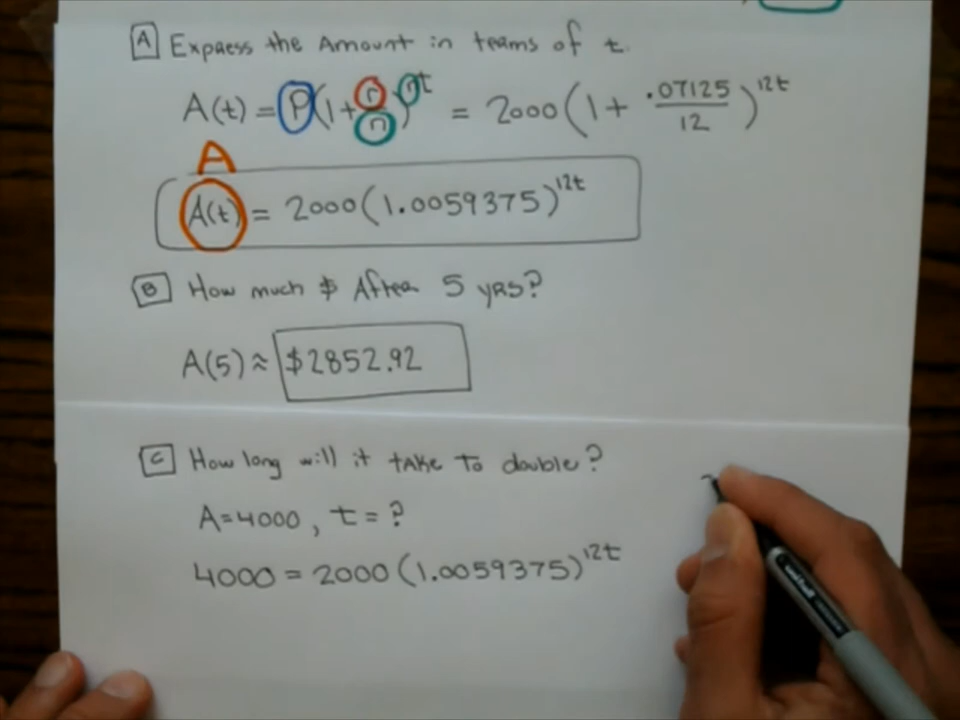 A Express the Amount in teams of t.
A(t) = P(1+r/n)^nt = 2000(1+ .07125/12)^12t
A
A(t) = 2000(1.0059375)^12t
B How much $ After 5 yrs?
A(5) ≈ $2852.92
C How long will it take to double?
A=4000, t=?
4000 = 2000(1.0059375)^12t